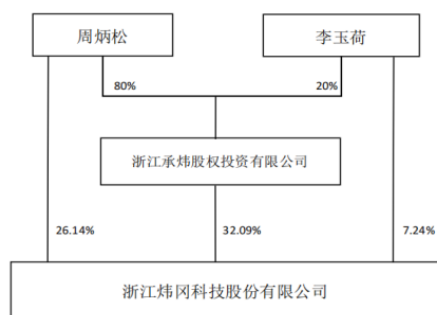 周炳松
李玉荷
80%
20%
浙江承炜股权投资有限公司
26.14%
32.09%
7.24%
浙江炜冈科技股份有限公司